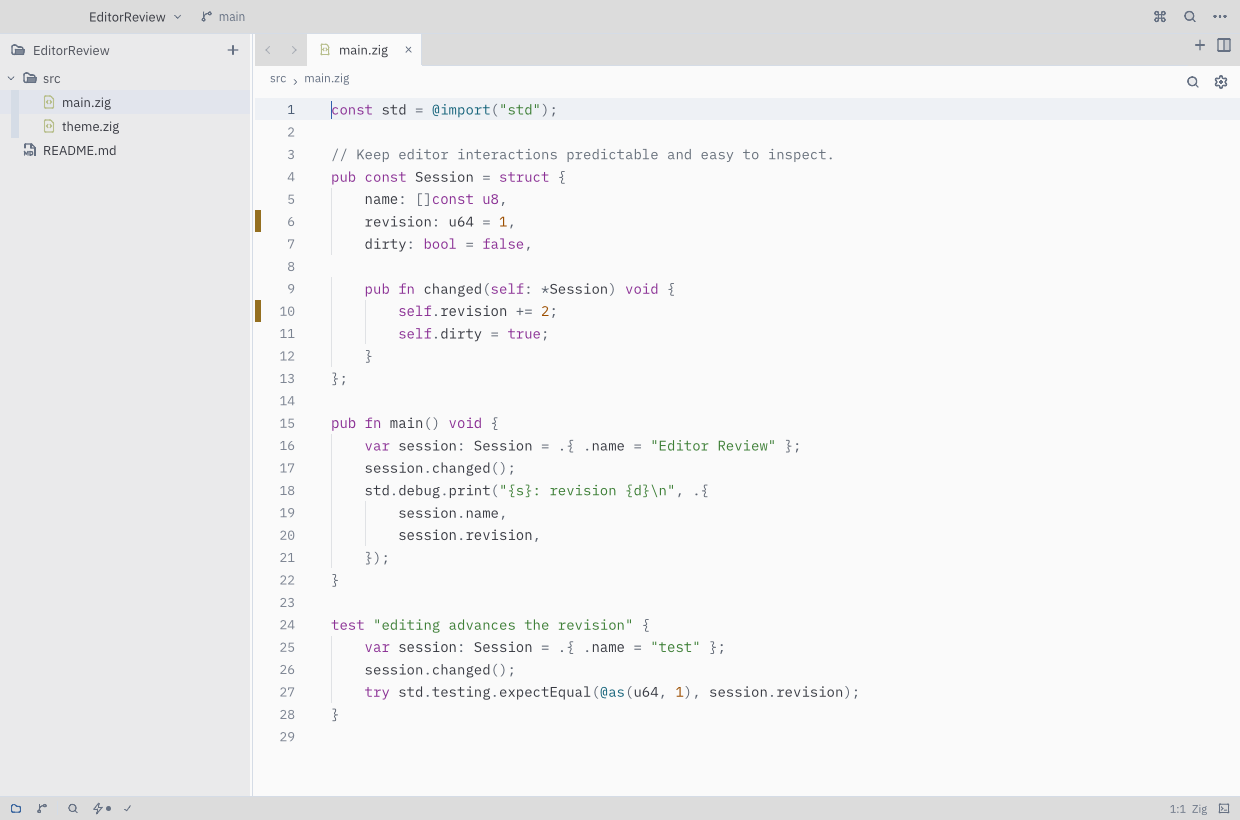 EditorReview main
EditorReview
src
main.zig
theme.zig
README.md
main.zig
src > main.zig
1 const std = @import("std");
2
3 // Keep editor interactions predictable and easy to inspect.
4 pub const Session = struct {
5 name: []const u8,
6 revision: u64 = 1,
7 dirty: bool = false,
8
9 pub fn changed(self: *Session) void {
10 self.revision += 2;
11 self.dirty = true;
12 }
13 };
14
15 pub fn main() void {
16 var session: Session = .{ .name = "Editor Review" };
17 session.changed();
18 std.debug.print("{s}: revision {d}\n", .{
19 session.name,
20 session.revision,
21 });
22 }
23
24 test "editing advances the revision" {
25 var session: Session = .{ .name = "test" };
26 session.changed();
27 try std.testing.expectEqual(@as(u64, 1), session.revision);
28 }
29
1:1 Zig